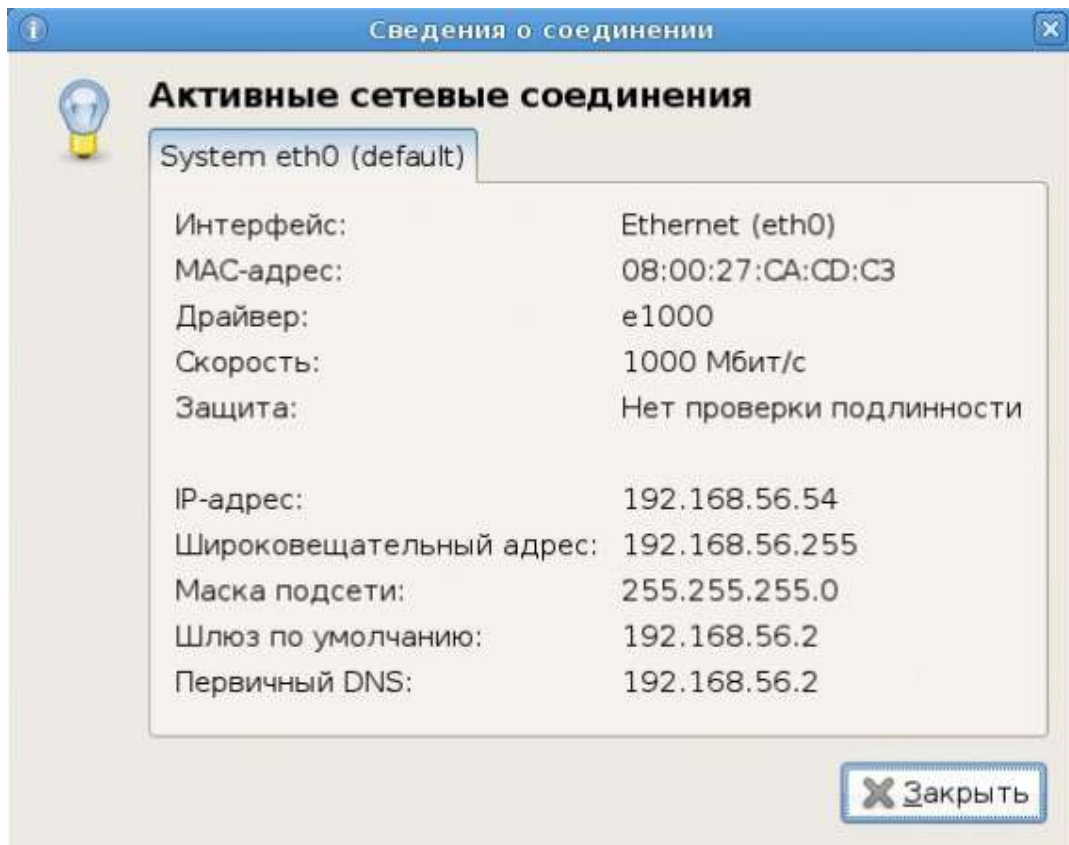 Сведения о соединении
Активные сетевые соединения
System eth0 (default)
Интерфейс: Ethernet (eth0)
MAC-адрес: 08:00:27:CA:CD:C3
Драйвер: e1000
Скорость: 1000 Мбит/с
Защита: Нет проверки подлинности
IP-адрес: 192.168.56.54
Широковещательный адрес: 192.168.56.255
Маска подсети: 255.255.255.0
Шлюз по умолчанию: 192.168.56.2
Первичный DNS: 192.168.56.2
Закрыть